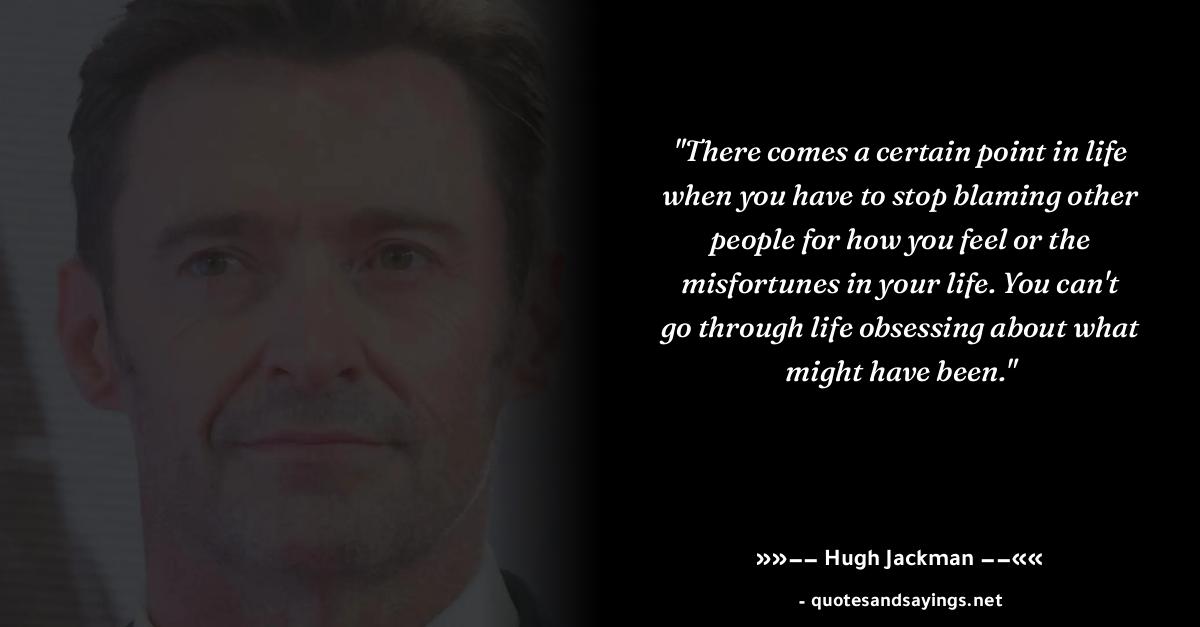 "There comes a certain point in life
when you have to stop blaming other
people for how you feel or the
misfortunes in your life. You can't
go through life obsessing about what
might have been."
»»−− Hugh Jackman −−««
- quotesandsayings.net